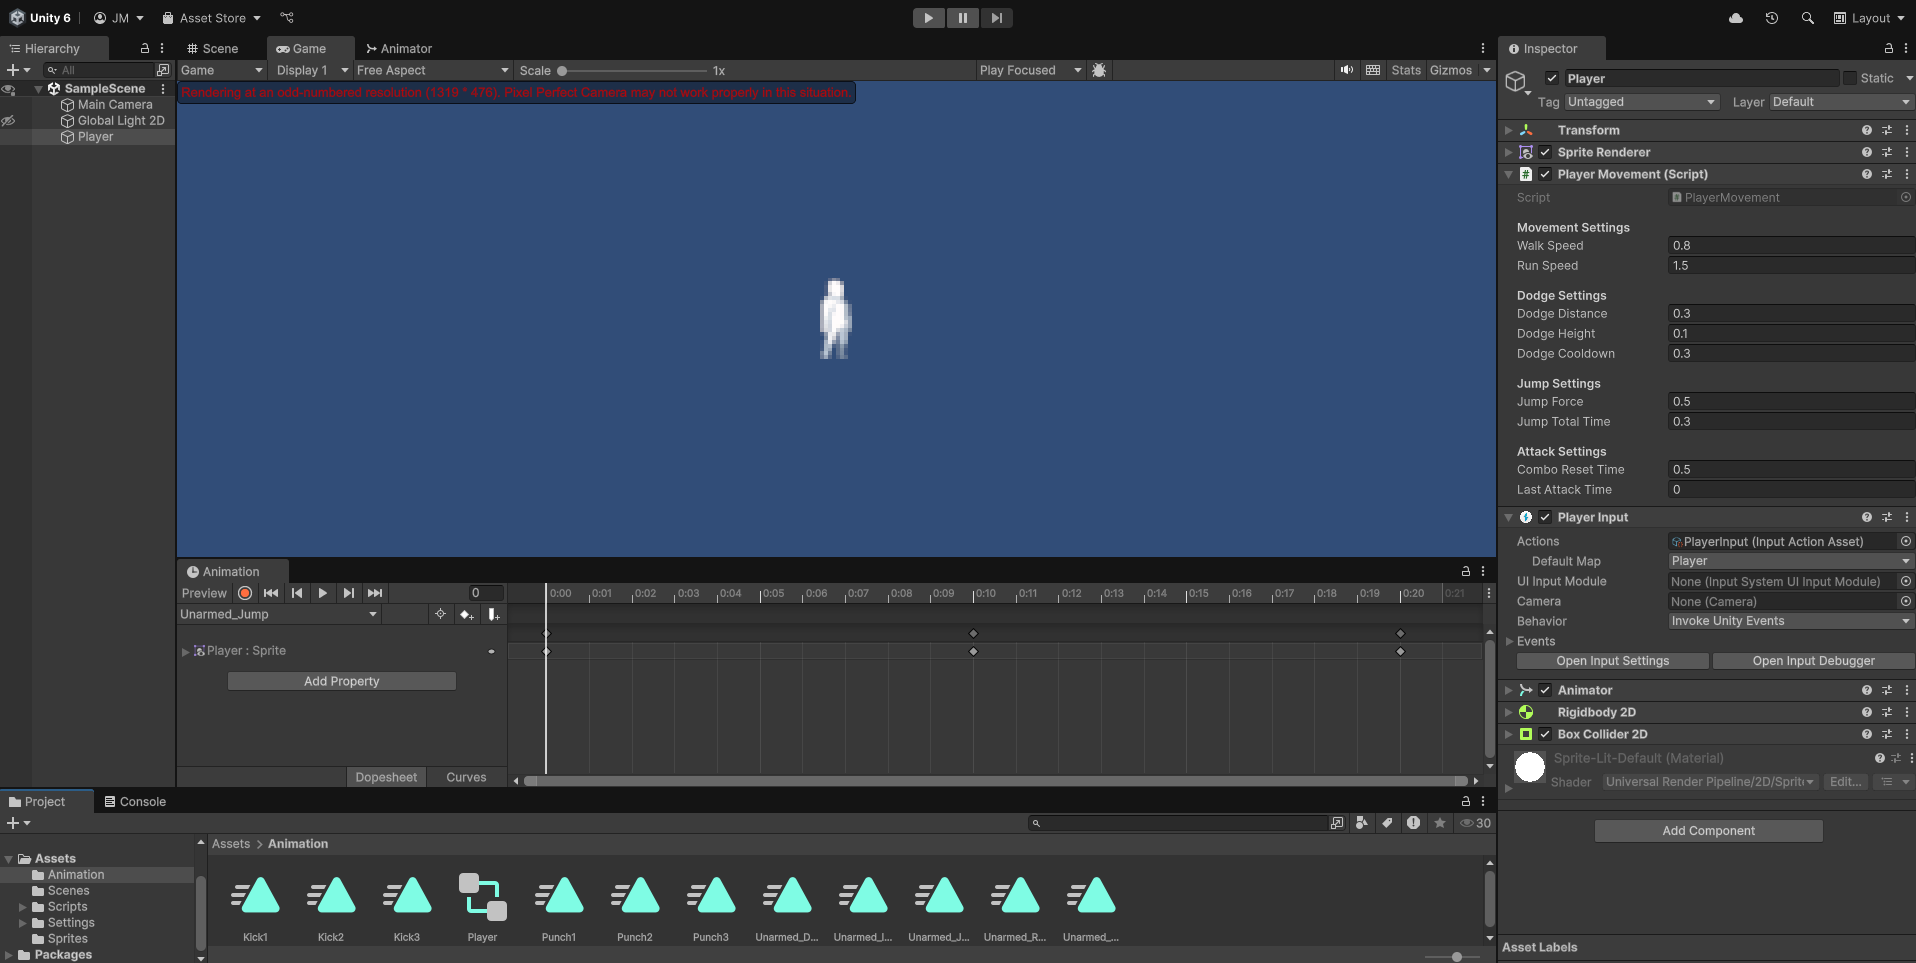 Unity 6 JM Asset Store Layout
Hierarchy Scene Game Animator Inspector
All Game Display 1 Free Aspect Scale 1x Play Focused Stats Gizmos
SampleScene
Main Camera
Global Light 2D
Player
Rendering at an odd-numbered resolution (1319 * 476). Pixel Perfect Camera may not work properly in this situation.
Player Static
Tag Untagged Layer Default
Transform
Sprite Renderer
Player Movement (Script)
Script PlayerMovement
Movement Settings
Walk Speed 0.8
Run Speed 1.5
Dodge Settings
Dodge Distance 0.3
Dodge Height 0.1
Dodge Cooldown 0.3
Jump Settings
Jump Force 0.5
Jump Total Time 0.3
Attack Settings
Combo Reset Time 0.5
Last Attack Time 0
Player Input
Actions PlayerInput (Input Action Asset)
Default Map Player
UI Input Module None (Input System UI Input Module)
Camera None (Camera)
Behavior Invoke Unity Events
Events
Open Input Settings Open Input Debugger
Animator
Rigidbody 2D
Box Collider 2D
Sprite-Lit-Default (Material)
Shader Universal Render Pipeline/2D/Sprit Edit...
Add Component
Asset Labels
Animation
Preview 0 0:00 0:01 0:02 0:03 0:04 0:05 0:06 0:07 0:08 0:09 0:10 0:11 0:12 0:13 0:14 0:15 0:16 0:17 0:18 0:19 0:20 0:21
Unarmed_Jump
Player : Sprite
Add Property
Dopesheet Curves
Project Console
30
Assets
Animation
Scenes
Scripts
Settings
Sprites
Packages
Assets > Animation
Kick1 Kick2 Kick3 Player Punch1 Punch2 Punch3 Unarmed_D... Unarmed_I... Unarmed_J... Unarmed_R... Unarmed_...